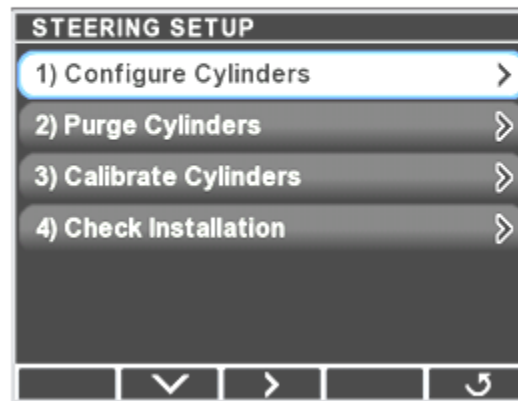 STEERING SETUP
1) Configure Cylinders
2) Purge Cylinders
3) Calibrate Cylinders
4) Check Installation